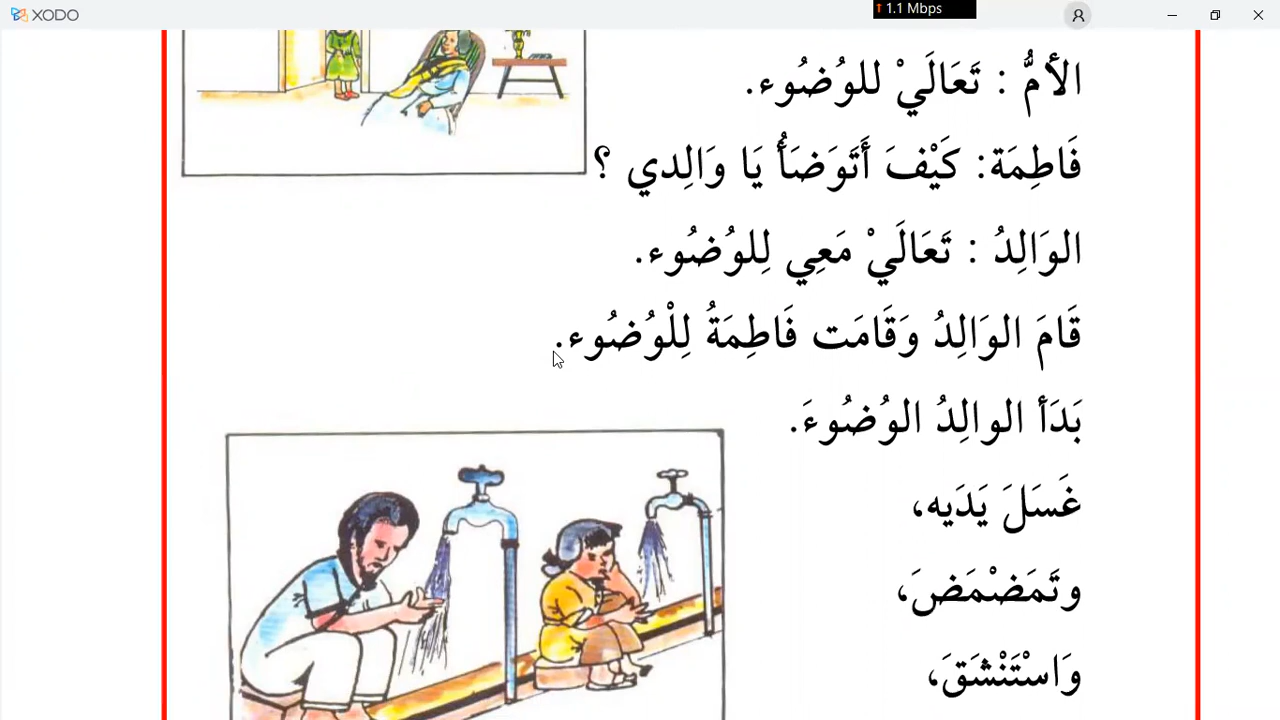 XODO
↑ 1.1 Mbps
الأمُّ : تَعَالَيْ للوُضُوء.
فَاطِمَة: كَيْفَ أَتَوَضَأُ يَا وَالِدي ؟
الوَالِدُ : تَعَالَيْ مَعِي لِلوُضُوء.
قَامَ الوَالِدُ وَقَامَت فَاطِمَةُ لِلْوُضُوء.
بَدَأ الوالِدُ الوُضُوءَ.
غَسَلَ يَدَيه،
وتَمَضْمَضَ،
وَاسْتَنْشَقَ،